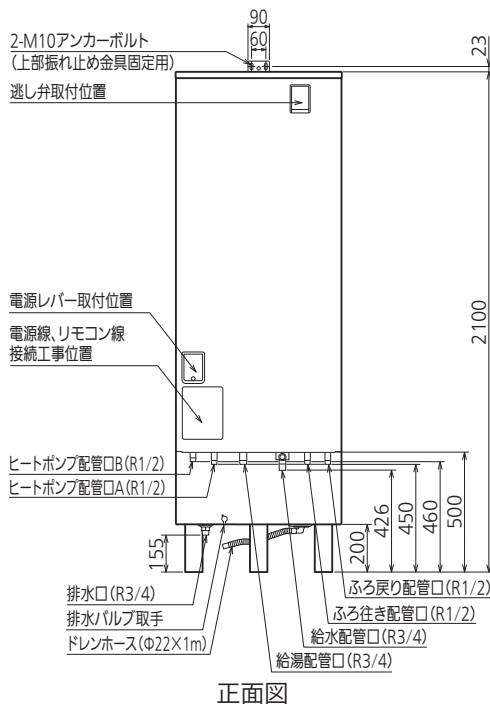 90
60
23
2-M10アンカーボルト
(上部振れ止め金具固定用)
逃し弁取付位置
2100
電源レバー取付位置
電源線、リモコン線
接続工事位置
ヒートポンプ配管口B(R1/2)
ヒートポンプ配管口A(R1/2)
155
200
426
450
460
500
排水口(R3/4)
排水バルブ取手
ドレンホース(Φ22×1m)
ふろ戻り配管口(R1/2)
ふろ往き配管口(R1/2)
給水配管口(R3/4)
給湯配管口(R3/4)
正面図